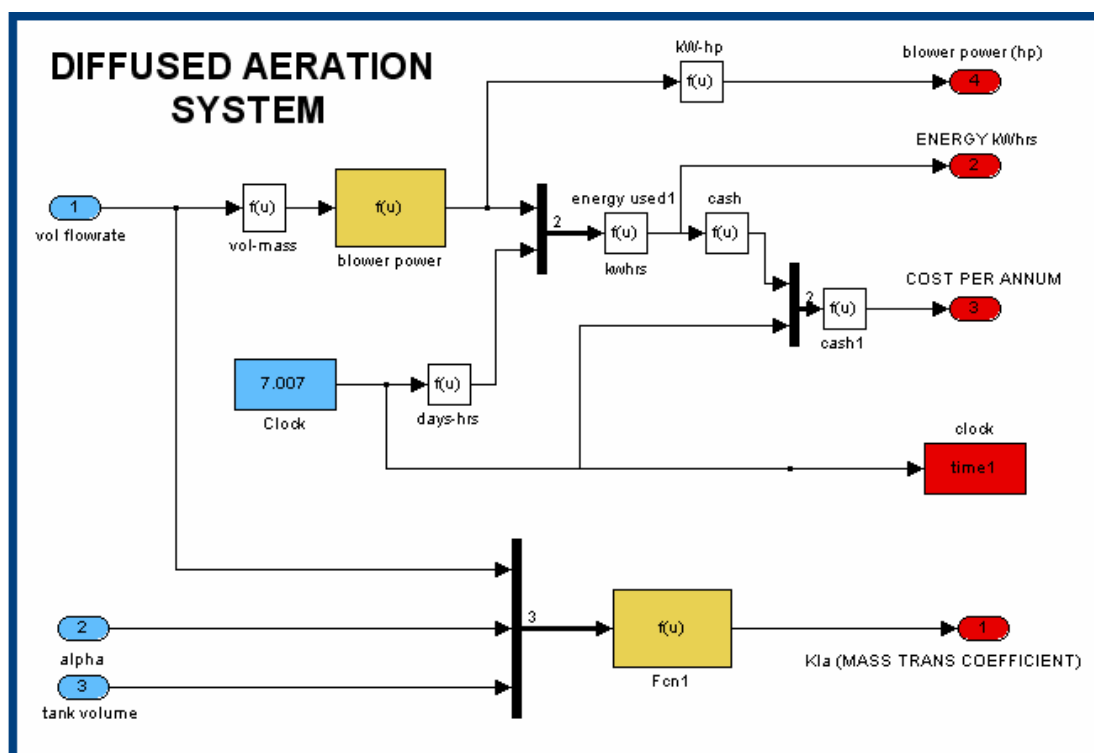 DIFFUSED AERATION
SYSTEM
kW-hp
f(u)
blower power (hp)
4
ENERGY kWhrs
2
1
vol flowrate
f(u)
vol-mass
f(u)
blower power
2
energy used1
f(u)
kwhrs
cash
f(u)
COST PER ANNUM
3
2
f(u)
cash1
7.007
Clock
f(u)
days-hrs
clock
time1
2
alpha
3
tank volume
3
f(u)
Fcn1
1
Kla (MASS TRANS COEFFICIENT)